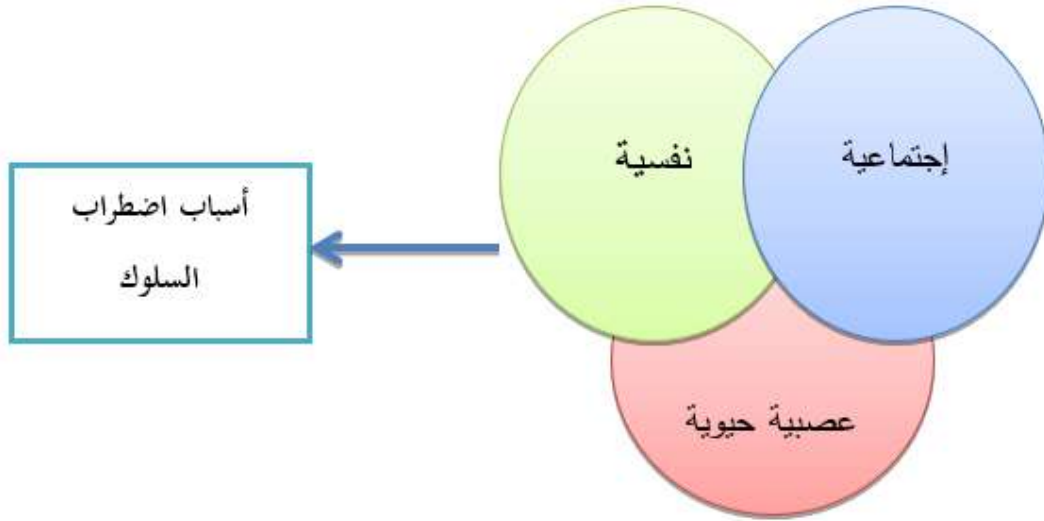 إجتماعية
نفسية
أسباب اضطراب
السلوك
عصبية حيوية